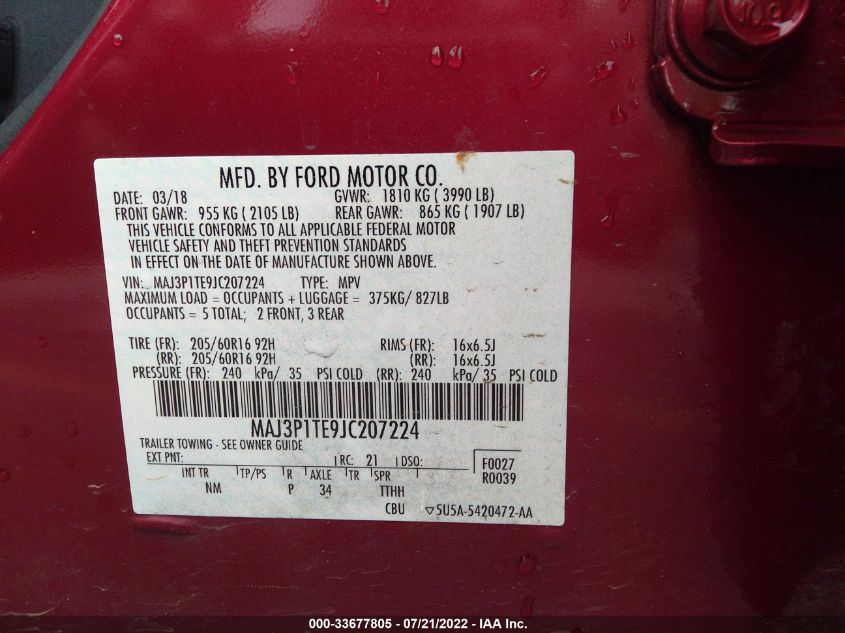 10.9
MFD. BY FORD MOTOR CO.
DATE: 03/18 GVWR: 1810 KG ( 3990 LB)
FRONT GAWR: 955 KG ( 2105 LB) REAR GAWR: 865 KG ( 1907 LB)
THIS VEHICLE CONFORMS TO ALL APPLICABLE FEDERAL MOTOR
VEHICLE SAFETY AND THEFT PREVENTION STANDARDS
IN EFFECT ON THE DATE OF MANUFACTURE SHOWN ABOVE.
VIN: MAJ3P1TE9JC207224 TYPE: MPV
MAXIMUM LOAD = OCCUPANTS + LUGGAGE = 375KG/ 827LB
OCCUPANTS = 5 TOTAL; 2 FRONT, 3 REAR
TIRE (FR): 205/60R16 92H RIMS (FR): 16x6.5J
(RR): 205/60R16 92H (RR): 16x6.5J
PRESSURE (FR): 240 kPa/ 35 PSI COLD (RR): 240 kPa/ 35 PSI COLD
MAJ3P1TE9JC207224
TRAILER TOWING - SEE OWNER GUIDE
EXT PNT: RC: 21 DSO: F0027
R0039
INT TR TP/PS R AXLE TR SPR
NM P 34 TTHH
CBU ▽5U5A-5420472-AA
000-33677805 - 07/21/2022 - IAA Inc.